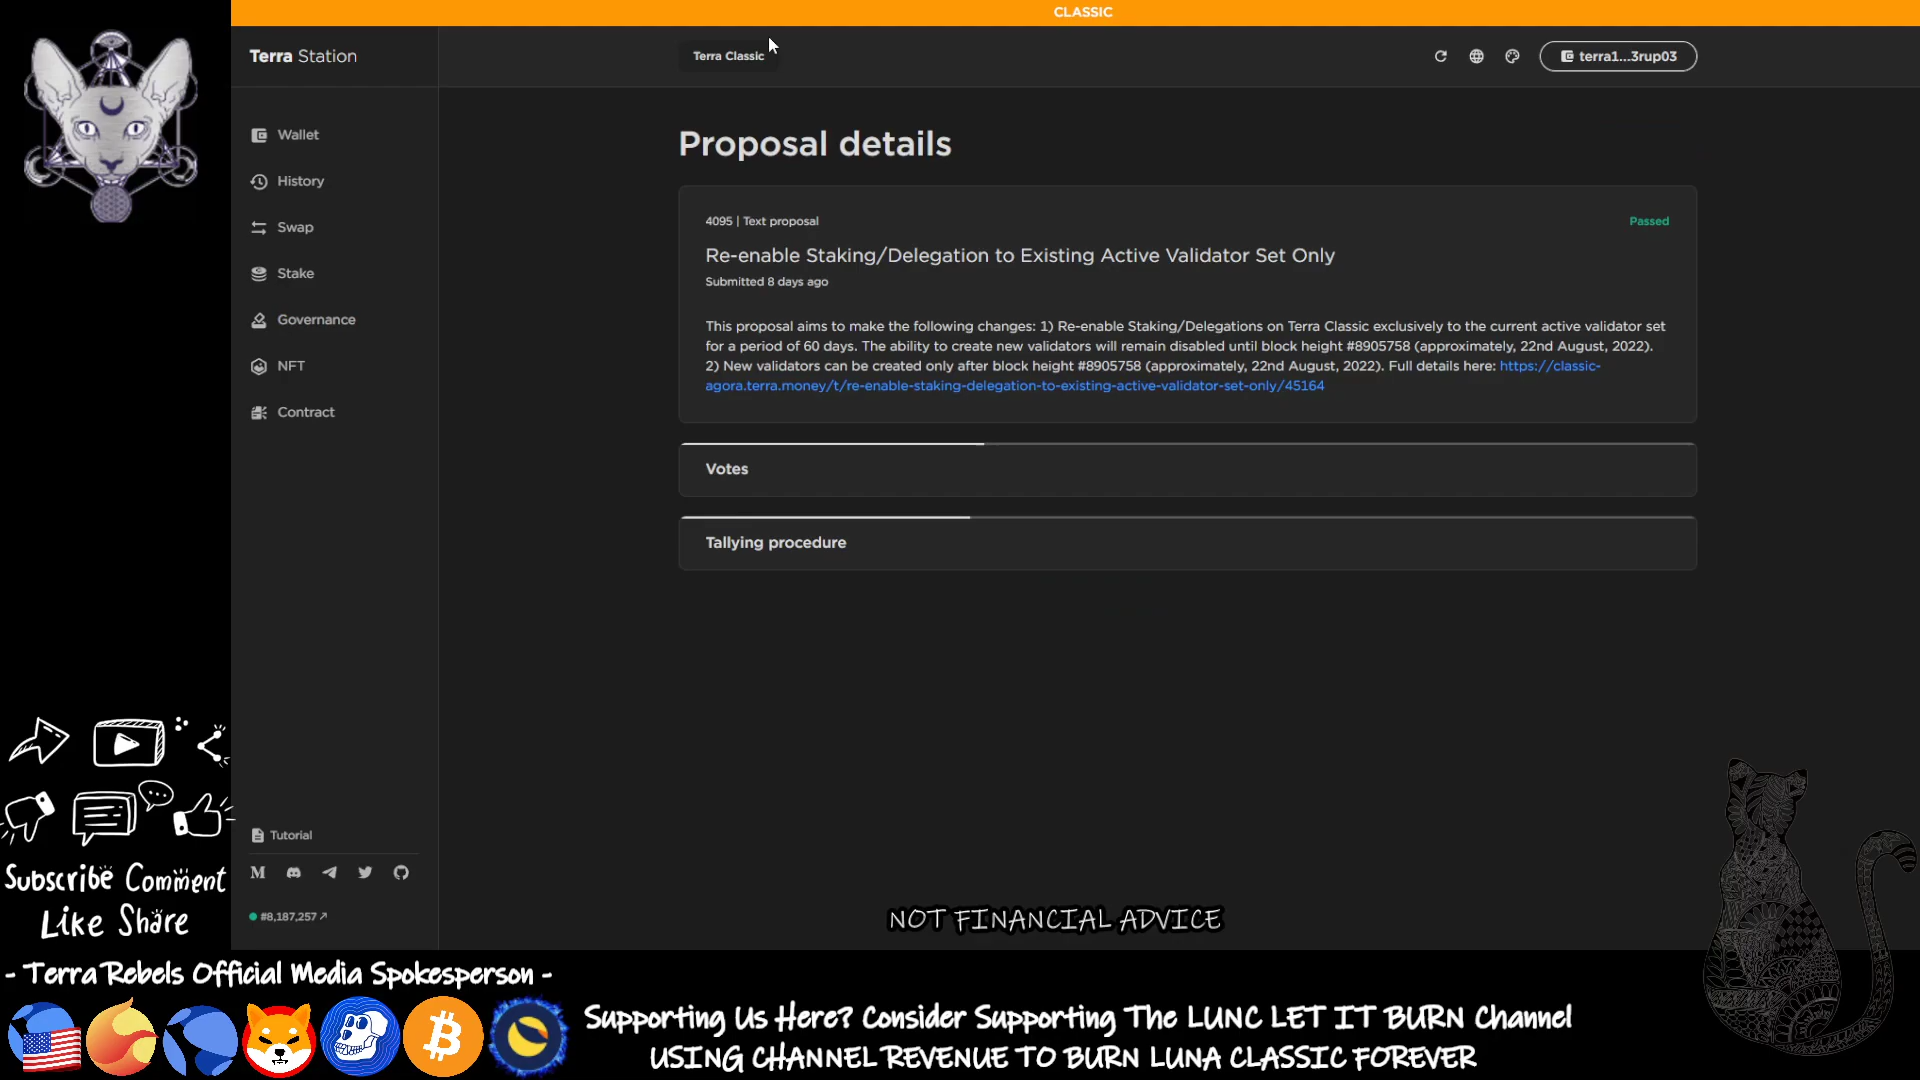 CLASSIC
Terra Station
Terra Classic
terra1...3rup03
Wallet
History
Swap
Stake
Governance
NFT
Contract
Proposal details
4095 | Text proposal
Passed
Re-enable Staking/Delegation to Existing Active Validator Set Only
Submitted 8 days ago
This proposal aims to make the following changes: 1) Re-enable Staking/Delegations on Terra Classic exclusively to the current active validator set
for a period of 60 days. The ability to create new validators will remain disabled until block height #8905758 (approximately, 22nd August, 2022).
2) New validators can be created only after block height #8905758 (approximately, 22nd August, 2022). Full details here: https://classic-
agora.terra.money/t/re-enable-staking-delegation-to-existing-active-validator-set-only/45164
Votes
Tallying procedure
Tutorial
#8,187,257
Subscribe Comment
Like Share
NOT FINANCIAL ADVICE
- Terra Rebels Official Media Spokesperson -
Supporting Us Here? Consider Supporting The LUNC LET IT BURN Channel
USING CHANNEL REVENUE TO BURN LUNA CLASSIC FOREVER